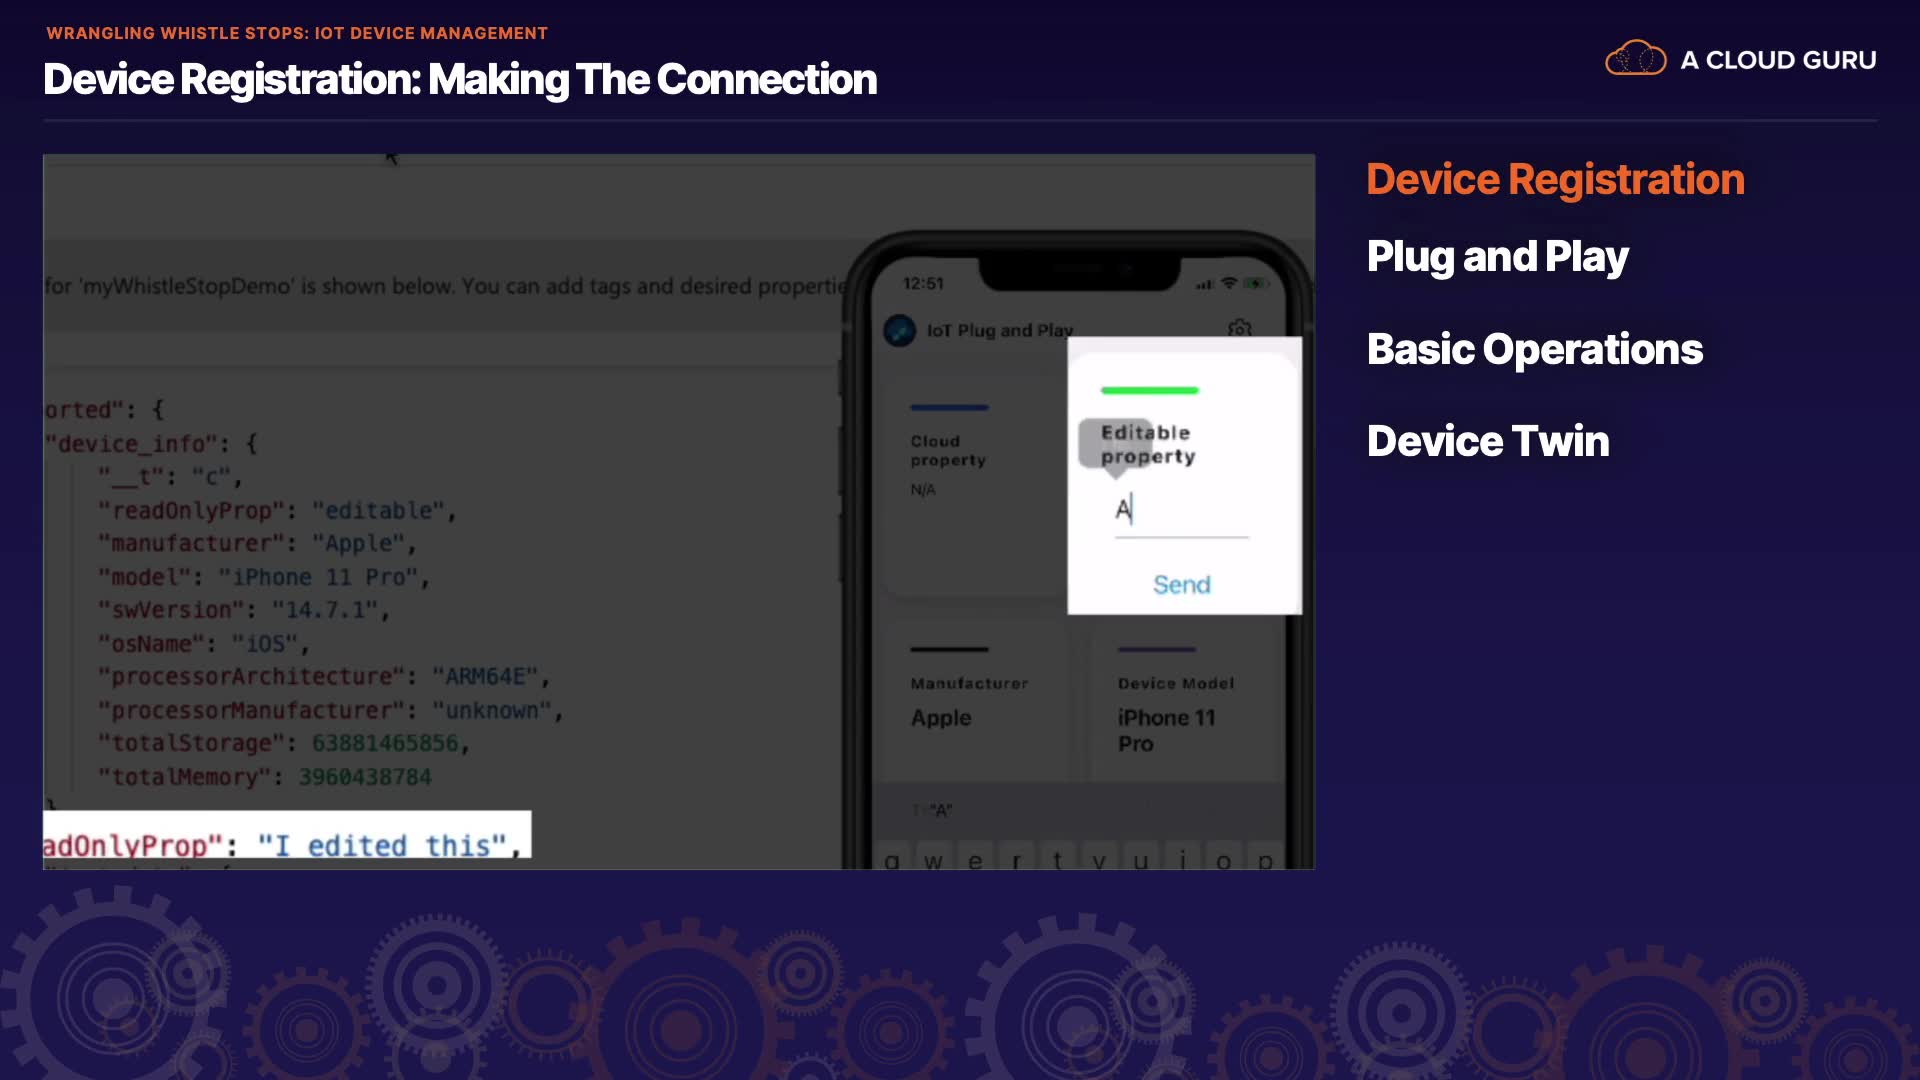 WRANGLING WHISTLE STOPS: IOT DEVICE MANAGEMENT
Device Registration: Making The Connection
A CLOUD GURU
for 'myWhistleStopDemo' is shown below. You can add tags and desired propertie
orted": {
"device_info": {
"__t": "c",
"readOnlyProp": "editable",
"manufacturer": "Apple",
"model": "iPhone 11 Pro",
"swVersion": "14.7.1",
"osName": "iOS",
"processorArchitecture": "ARM64E",
"processorManufacturer": "unknown",
"totalStorage": 63881465856,
"totalMemory": 3960438784
adOnlyProp": "I edited this",
12:51
IoT Plug and Play
Cloud
property
N/A
Editable
property
A
Send
Manufacturer
Apple
Device Model
iPhone 11
Pro
"A"
q w e r t y u i o p
Device Registration
Plug and Play
Basic Operations
Device Twin